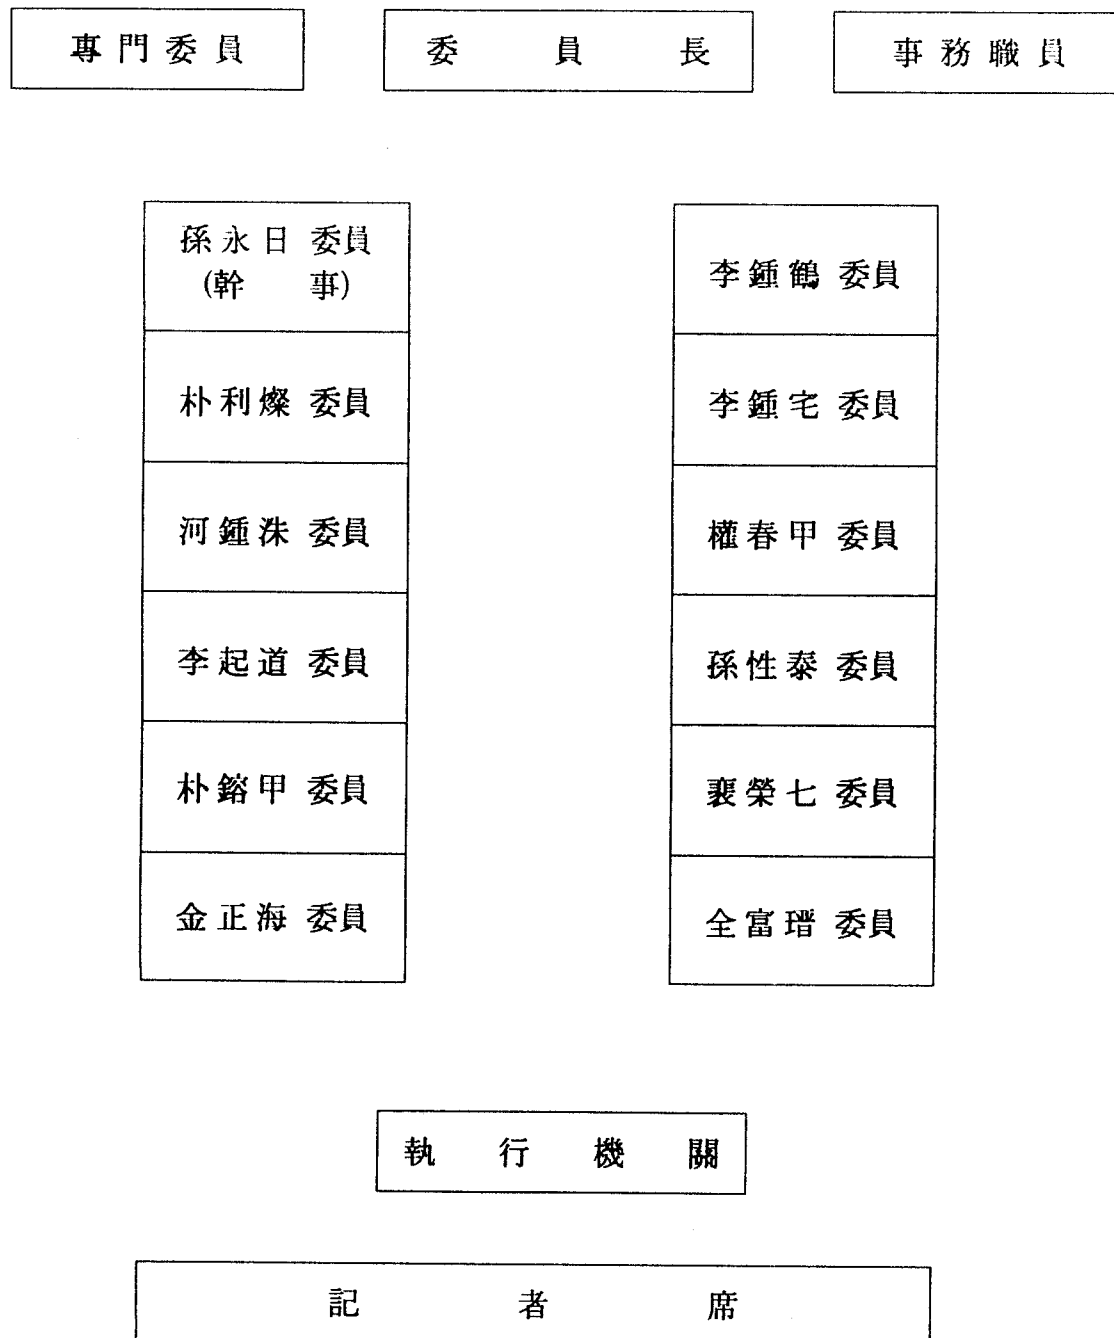 專門委員
委員長
事務職員
孫永日 委員
(幹事)
朴利燦 委員
河鍾洙 委員
李起道 委員
朴鎔甲 委員
金正海 委員
李鍾鶴 委員
李鍾宅 委員
權春甲 委員
孫性泰 委員
裵榮七 委員
全富瑨 委員
執行機關
記者席